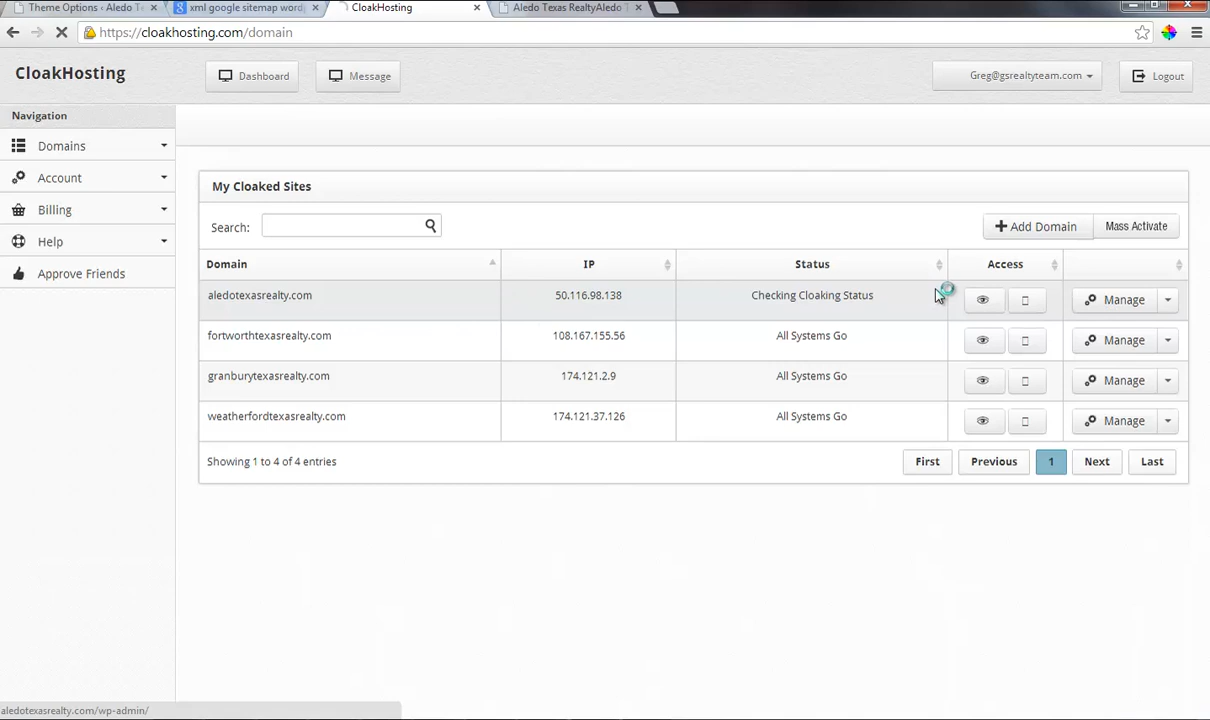 Theme Options ‹ Aledo Te
xml google sitemap word
CloakHosting
Aledo Texas RealtyAledo T
https://cloakhosting.com/domain
CloakHosting
Dashboard
Message
Greg@gsrealtyteam.com
Logout
Navigation
Domains
Account
Billing
Help
Approve Friends
My Cloaked Sites
Search:
Add Domain
Mass Activate
Domain IP Status Access
aledotexasrealty.com 50.116.98.138 Checking Cloaking Status Manage
fortworthtexasrealty.com 108.167.155.56 All Systems Go Manage
granburytexasrealty.com 174.121.2.9 All Systems Go Manage
weatherfordtexasrealty.com 174.121.37.126 All Systems Go Manage
Showing 1 to 4 of 4 entries
First Previous 1 Next Last
aledotexasrealty.com/wp-admin/